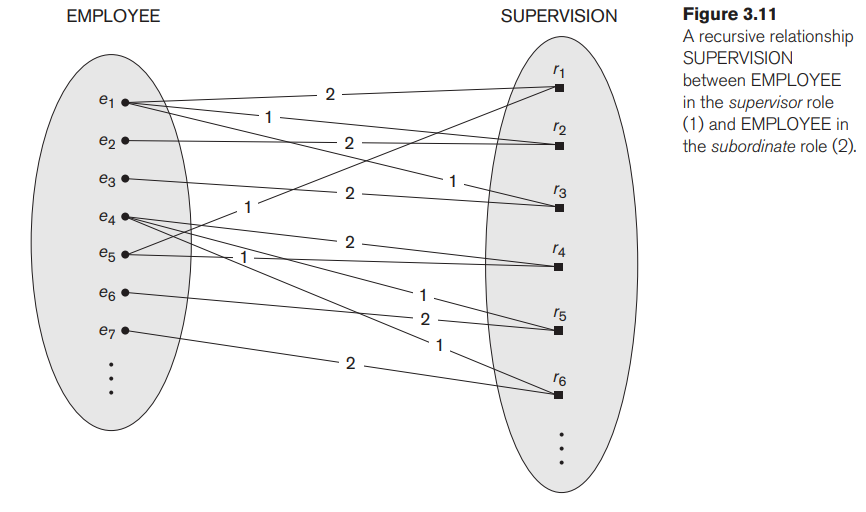 EMPLOYEE
SUPERVISION
Figure 3.11
A recursive relationship
SUPERVISION
between EMPLOYEE
in the supervisor role
(1) and EMPLOYEE in
the subordinate role (2).
e1
e2
e3
e4
e5
e6
e7
2
1
2
1
2
1
2
1
1
2
1
2
r1
r2
r3
r4
r5
r6